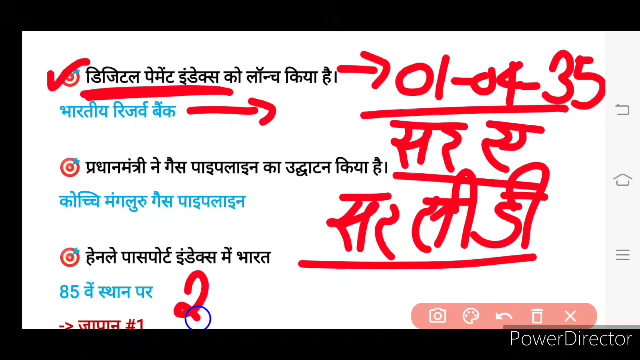 डिजिटल पेमेंट इंडेक्स को लॉन्च किया है।
01-04-35
भारतीय रिजर्व बैंक
सर
प्रधानमंत्री ने गैस पाइपलाइन का उद्घाटन किया है।
सर सीडी
कोच्चि मंगलुरु गैस पाइपलाइन
हेनले पासपोर्ट इंडेक्स में भारत
85 वें स्थान पर
2
-> जापान #1
PowerDirector